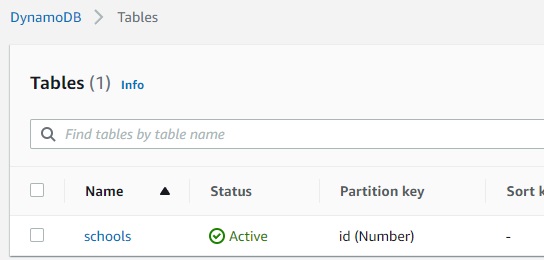 DynamoDB > Tables
Tables (1) Info
Find tables by table name
Name Status Partition key Sort k
schools Active id (Number) -